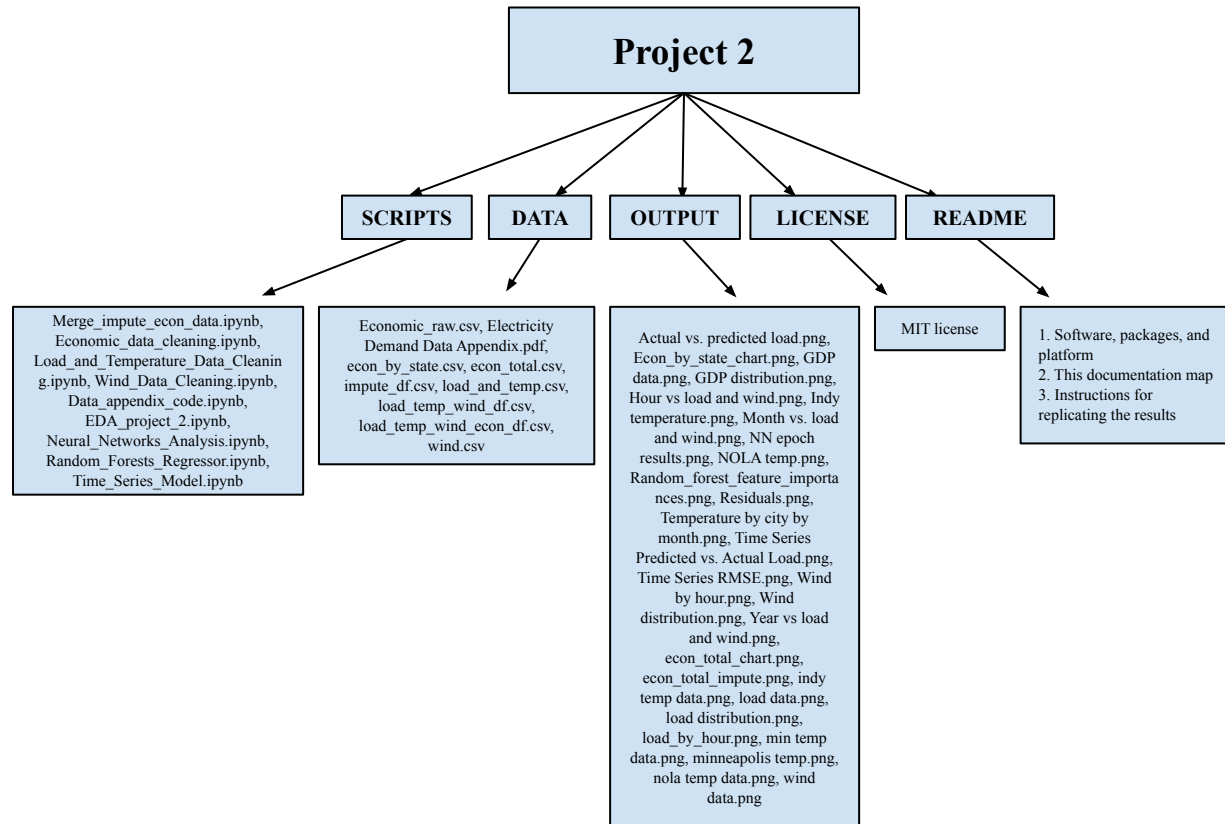 Project 2
SCRIPTS
DATA
OUTPUT
LICENSE
README
Merge_impute_econ_data.ipynb,
Economic_data_cleaning.ipynb,
Load_and_Temperature_Data_Cleanin
g.ipynb, Wind_Data_Cleaning.ipynb,
Data_appendix_code.ipynb,
EDA_project_2.ipynb,
Neural_Networks_Analysis.ipynb,
Random_Forests_Regressor.ipynb,
Time_Series_Model.ipynb
Economic_raw.csv, Electricity
Demand Data Appendix.pdf,
econ_by_state.csv, econ_total.csv,
impute_df.csv, load_and_temp.csv,
load_temp_wind_df.csv,
load_temp_wind_econ_df.csv,
wind.csv
Actual vs. predicted load.png,
Econ_by_state_chart.png, GDP
data.png, GDP distribution.png,
Hour vs load and wind.png, Indy
temperature.png, Month vs. load
and wind.png, NN epoch
results.png, NOLA temp.png,
Random_forest_feature_importa
nces.png, Residuals.png,
Temperature by city by
month.png, Time Series
Predicted vs. Actual Load.png,
Time Series RMSE.png, Wind
by hour.png, Wind
distribution.png, Year vs load
and wind.png,
econ_total_chart.png,
econ_total_impute.png, indy
temp data.png, load data.png,
load distribution.png,
load_by_hour.png, min temp
data.png, minneapolis temp.png,
nola temp data.png, wind
data.png
MIT license
1. Software, packages, and
platform
2. This documentation map
3. Instructions for
replicating the results